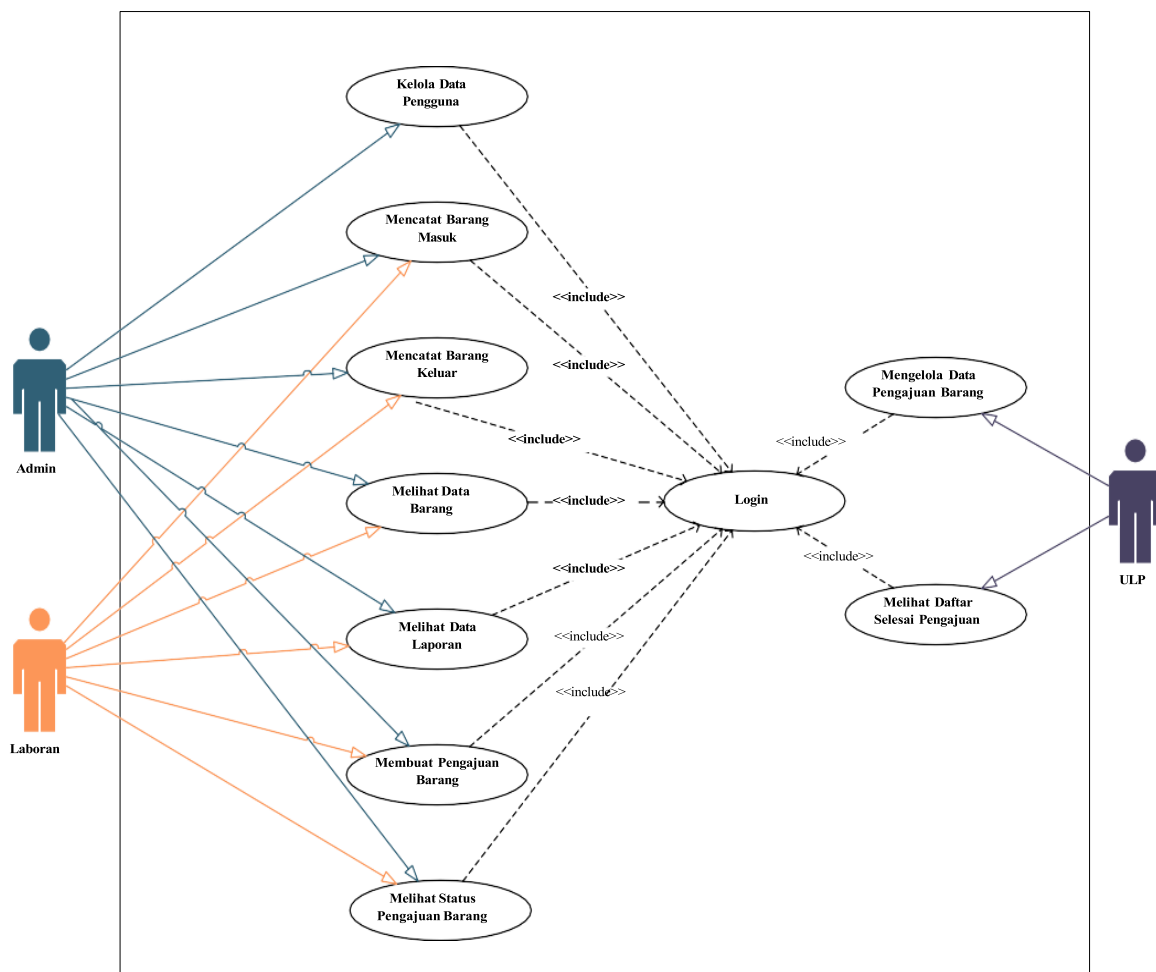 Kelola Data
Pengguna
Mencatat Barang
Masuk
<<include>>
Mencatat Barang
Keluar
<<include>>
Admin
Mengelola Data
Pengajuan Barang
<<include>>
<<include>>
ULP
Melihat Data
Barang
<<include>>
Login
<<include>>
Melihat Daftar
Selesai Pengajuan
<<include>>
Melihat Data
Laporan
<<include>>
<<include>>
Laboran
Membuat Pengajuan
Barang
Melihat Status
Pengajuan Barang